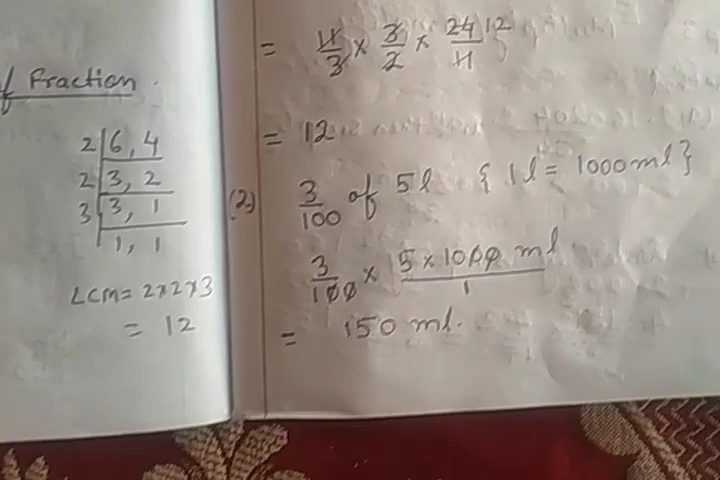 of Fraction.
2 | 6, 4
2 | 3, 2
3 | 3, 1
1, 1
LCM = 2×2×3
= 12
= 11/3 × 3/2 × 24/11 12
= 12
(2) 3/100 of 5l {1l = 1000ml}
3/100 × 5×1000 ml/1
= 150 ml.